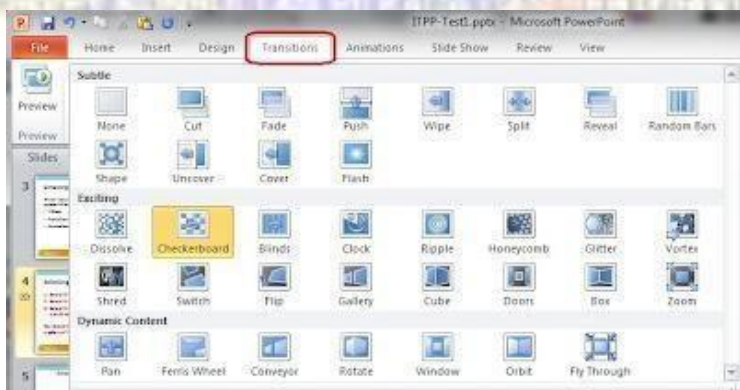 P ITPP-Test1.pptx - Microsoft PowerPoint
File Home Insert Design Transitions Animations Slide Show Review View
Preview
Preview
Slides
3
4
5
Subtle
None Cut Fade Push Wipe Split Reveal Random Bars
Shape Uncover Cover Flash
Exciting
Dissolve Checkerboard Blinds Clock Ripple Honeycomb Glitter Vortex
Shred Switch Flip Gallery Cube Doors Box Zoom
Dynamic Content
Pan Ferris Wheel Conveyor Rotate Window Orbit Fly Through